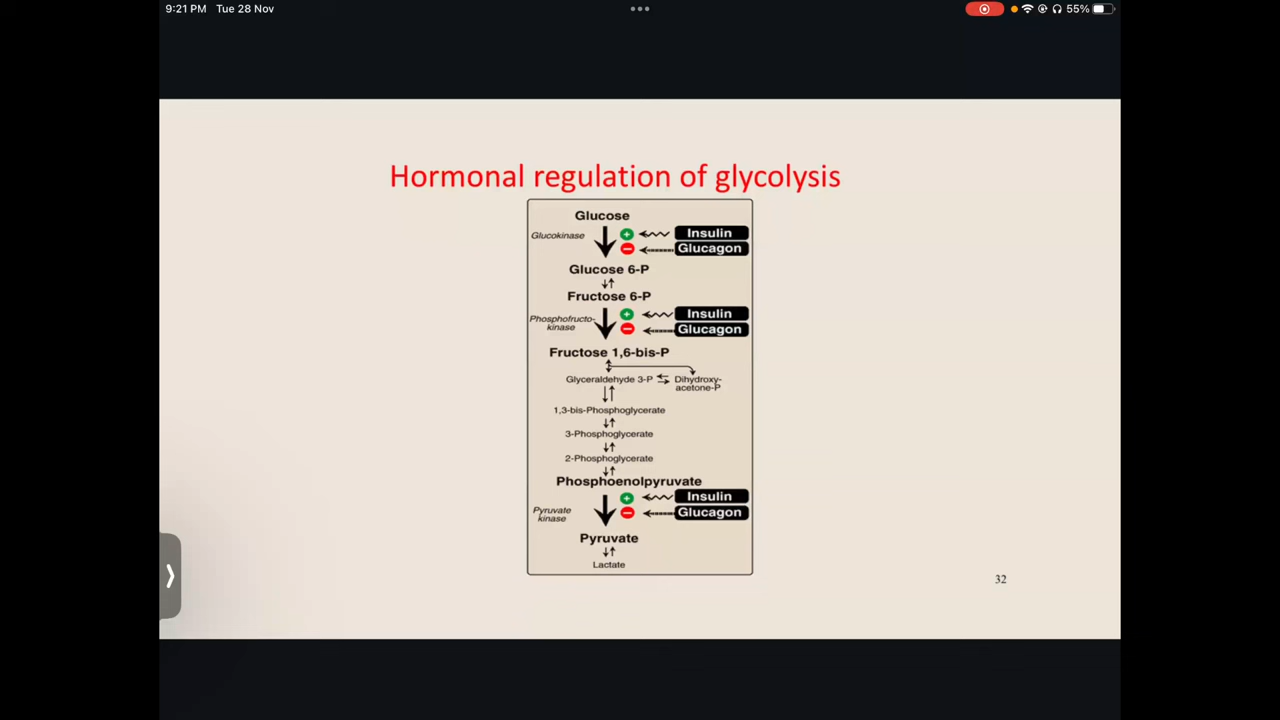 9:21 PM Tue 28 Nov
55%
Hormonal regulation of glycolysis
Glucose
Glucokinase
Insulin
Glucagon
Glucose 6-P
Fructose 6-P
Phosphofructo-
kinase
Insulin
Glucagon
Fructose 1,6-bis-P
Glyceraldehyde 3-P
Dihydroxy-
acetone-P
1,3-bis-Phosphoglycerate
3-Phosphoglycerate
2-Phosphoglycerate
Phosphoenolpyruvate
Pyruvate
kinase
Insulin
Glucagon
Pyruvate
Lactate
32